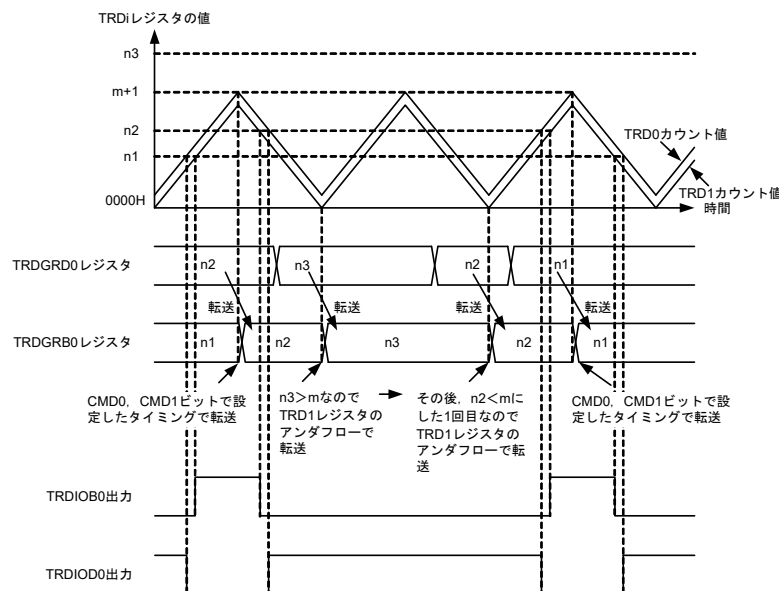 TRDiレジスタの値
n3
m+1
n2
n1
0000H
TRD0カウント値
TRD1カウント値
時間
TRDGRD0レジスタ
n2
n3
n2
n1
転送
転送
転送
転送
TRDGRB0レジスタ
n1
n2
n3
n2
n1
CMD0，CMD1ビットで設
定したタイミングで転送
n3＞mなので
TRD1レジスタの
アンダフローで
転送
その後，n2＜mに
した1回目なので
TRD1レジスタの
アンダフローで転
送
CMD0，CMD1ビットで設
定したタイミングで転送
TRDIOB0出力
TRDIOD0出力